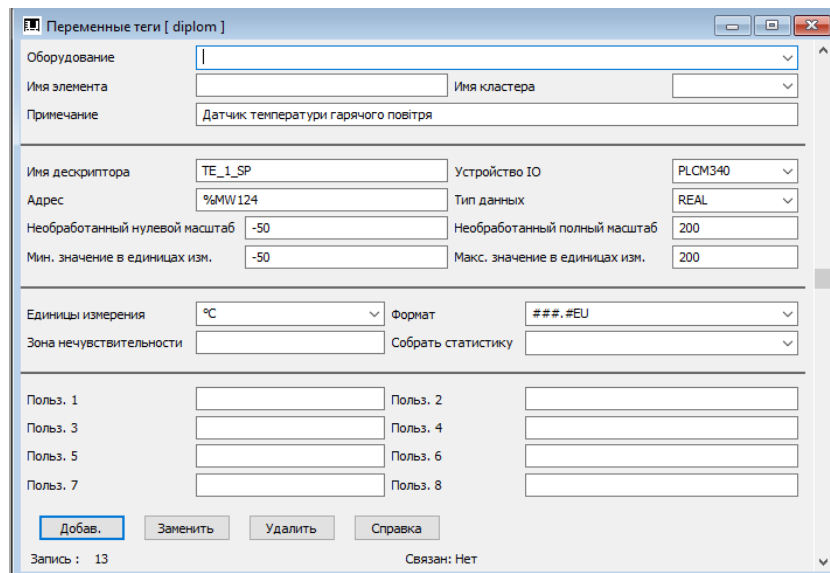 Переменные теги [ diplom ]
Оборудование
Имя элемента Имя кластера
Примечание Датчик температури гарячого повітря
Имя дескриптора TE_1_SP Устройство IO PLCM340
Адрес %MW124 Тип данных REAL
Необработанный нулевой масштаб -50 Необработанный полный масштаб 200
Мин. значение в единицах изм. -50 Макс. значение в единицах изм. 200
Единицы измерения °C Формат ###.#EU
Зона нечувствительности Собрать статистику
Польз. 1 Польз. 2
Польз. 3 Польз. 4
Польз. 5 Польз. 6
Польз. 7 Польз. 8
Добав. Заменить Удалить Справка
Запись : 13 Связан: Нет